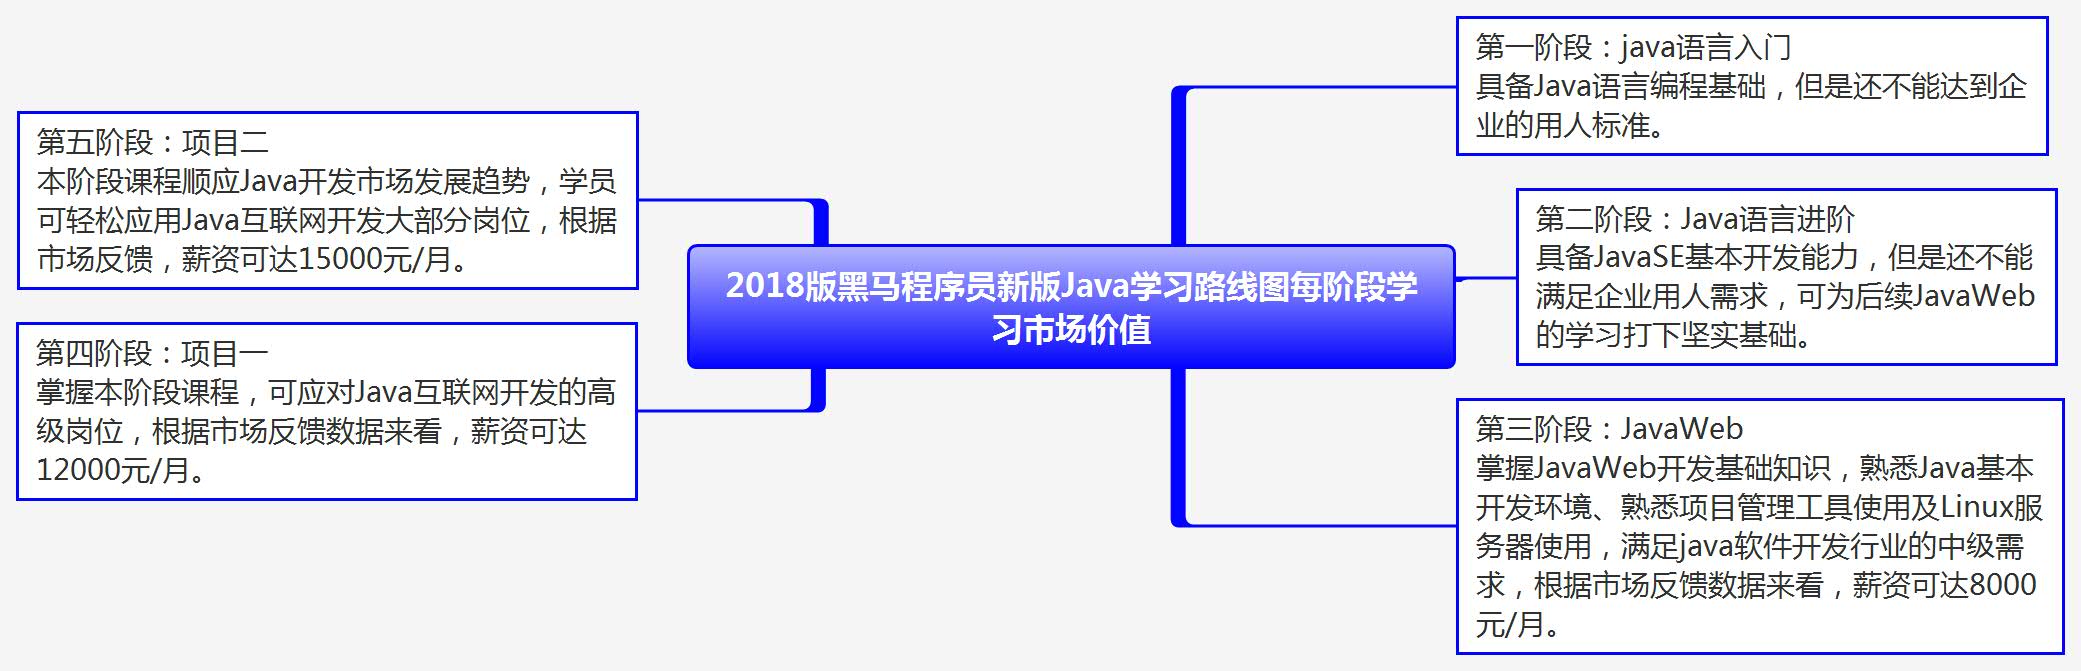 2018版黑马程序员新版Java学习路线图每阶段学
习市场价值
第一阶段：java语言入门
具备Java语言编程基础，但是还不能达到企
业的用人标准。
第二阶段：Java语言进阶
具备JavaSE基本开发能力，但是还不能
满足企业用人需求，可为后续JavaWeb
的学习打下坚实基础。
第三阶段：JavaWeb
掌握JavaWeb开发基础知识，熟悉Java基本
开发环境、熟悉项目管理工具使用及Linux服
务器使用，满足java软件开发行业的中级需
求，根据市场反馈数据来看，薪资可达8000
元/月。
第四阶段：项目一
掌握本阶段课程，可应对Java互联网开发的高
级岗位，根据市场反馈数据来看，薪资可达
12000元/月。
第五阶段：项目二
本阶段课程顺应Java开发市场发展趋势，学员
可轻松应用Java互联网开发大部分岗位，根据
市场反馈，薪资可达15000元/月。